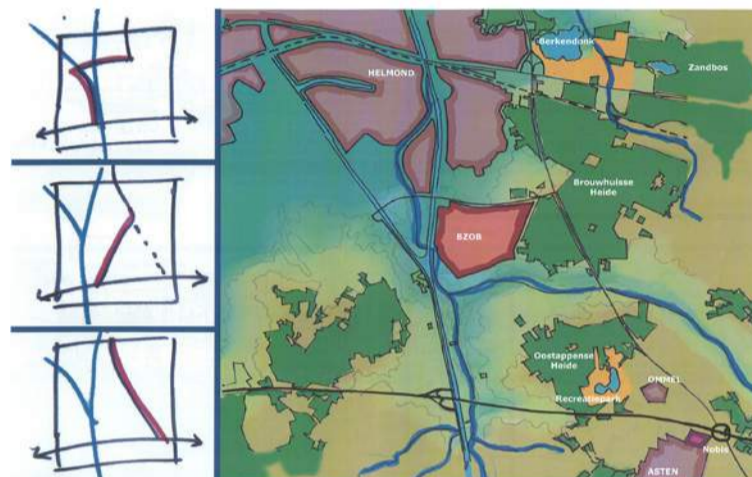 Berkendonk
Zandbos
HELMOND
Brouwhuisse
Heide
BZOB
Oostappense
Heide
OMMEL
Recreatiepark
Nobis
ASTEN